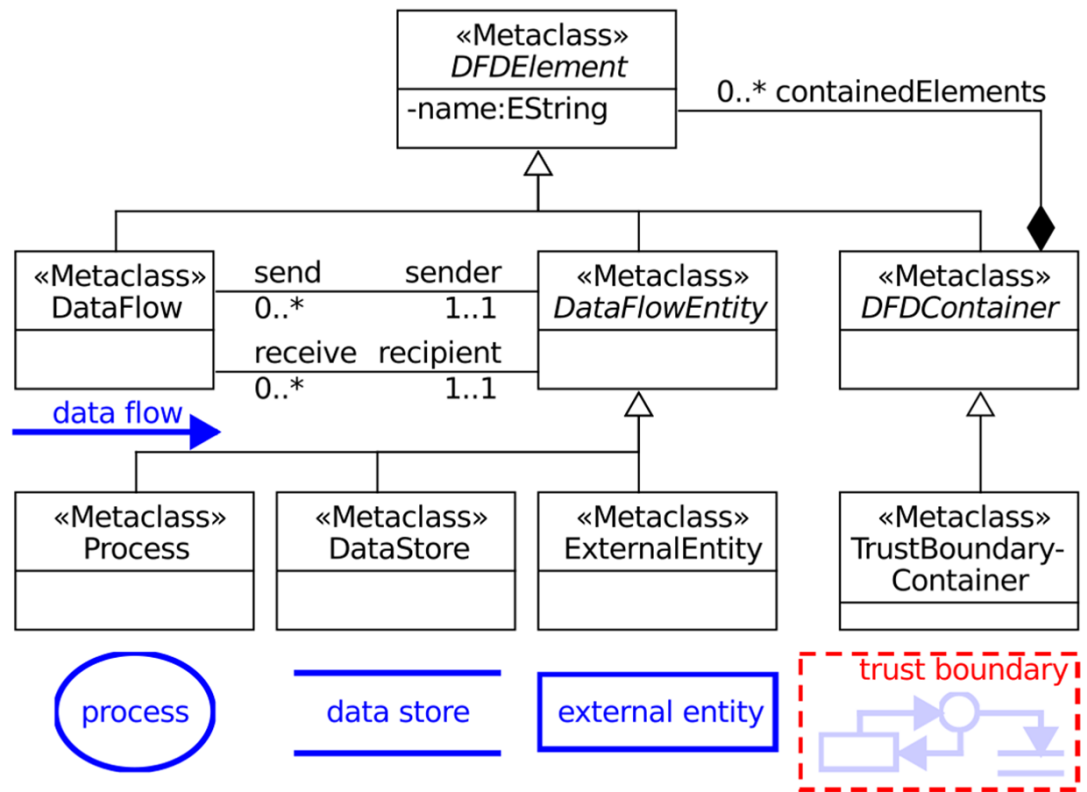 «Metaclass»
DFDElement
-name:EString
0..* containedElements
«Metaclass»
DataFlow
send
sender
0..*
1..1
receive
recipient
0..*
1..1
«Metaclass»
DataFlowEntity
«Metaclass»
DFDContainer
data flow
«Metaclass»
Process
«Metaclass»
DataStore
«Metaclass»
ExternalEntity
«Metaclass»
TrustBoundary-
Container
process
data store
external entity
trust boundary